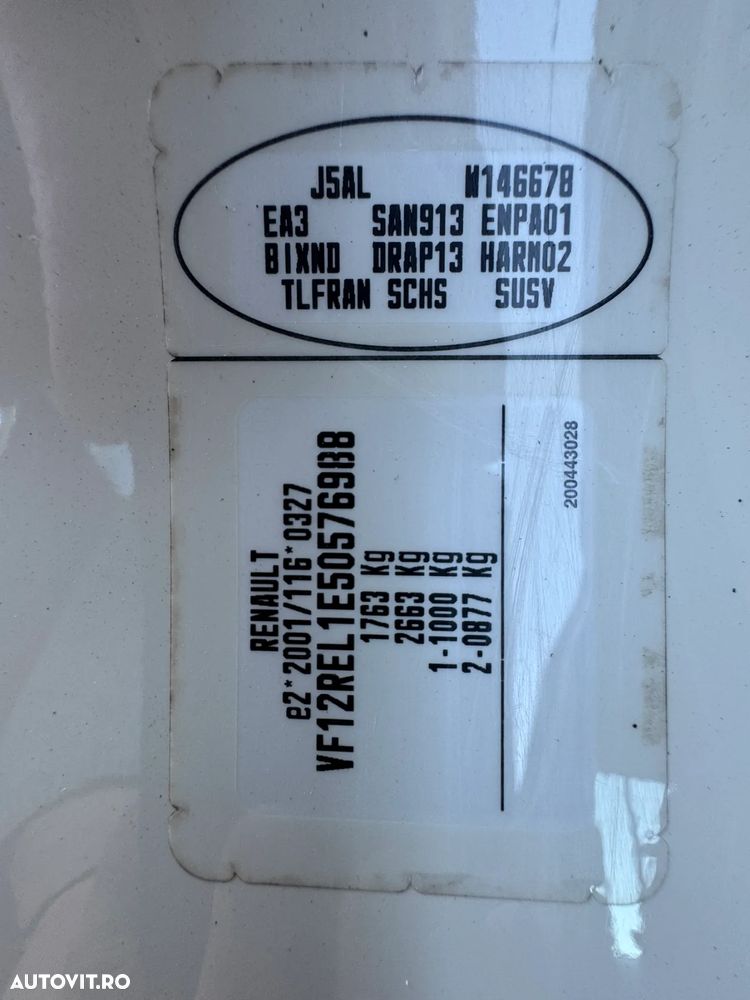 J5AL W146678
EA3 SAN913 ENPA01
BIXND DRAP13 HARM02
TLFRAN SCHS SUSV
RENAULT
e2*2001/116*0327
VF12REL1E50576988
1763 Kg
2663 Kg
1-1000 Kg
2-0877 Kg
200443028
AUTOVIT.RO